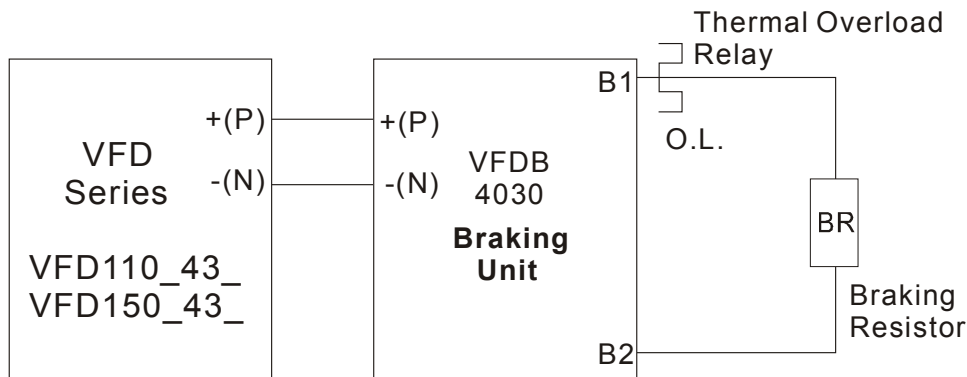 Thermal Overload
Relay
O.L.
VFD
Series
VFD110_43_
VFD150_43_
+(P)
-(N)
+(P)
-(N)
VFDB
4030
Braking
Unit
B1
B2
BR
Braking
Resistor